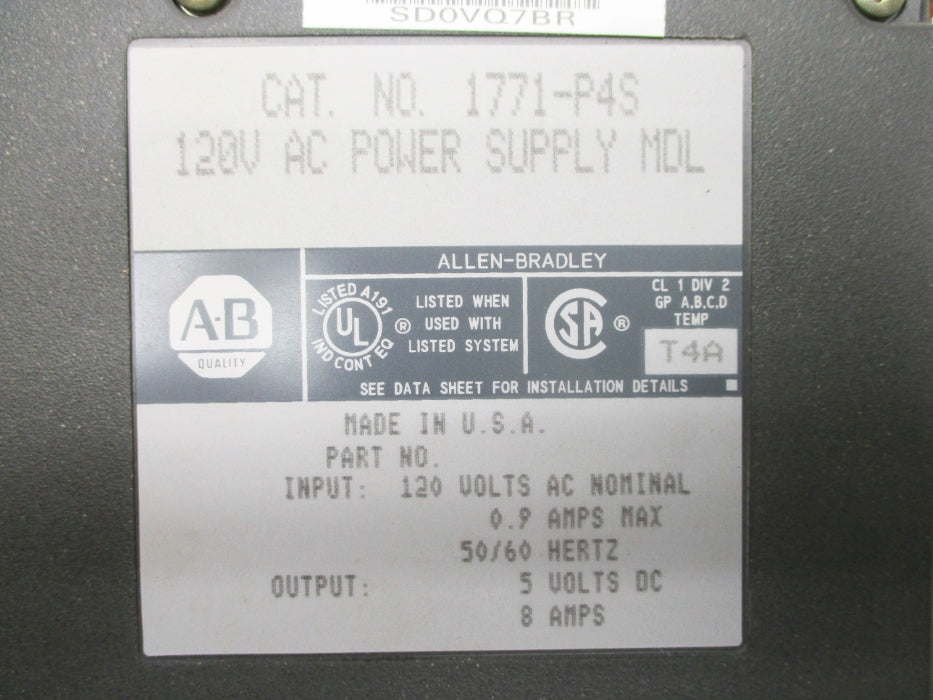 SD0VQ7BR
CAT. NO. 1771-P4S
120V AC POWER SUPPLY MDL
ALLEN-BRADLEY
A-B
QUALITY
LISTED A191
UL
IND CONT EQ
®
LISTED WHEN
USED WITH
LISTED SYSTEM
SA ®
CL 1 DIV 2
GP A,B,C,D
TEMP
T4A
SEE DATA SHEET FOR INSTALLATION DETAILS
MADE IN U.S.A.
PART NO.
INPUT: 120 VOLTS AC NOMINAL
0.9 AMPS MAX
50/60 HERTZ
OUTPUT: 5 VOLTS DC
8 AMPS